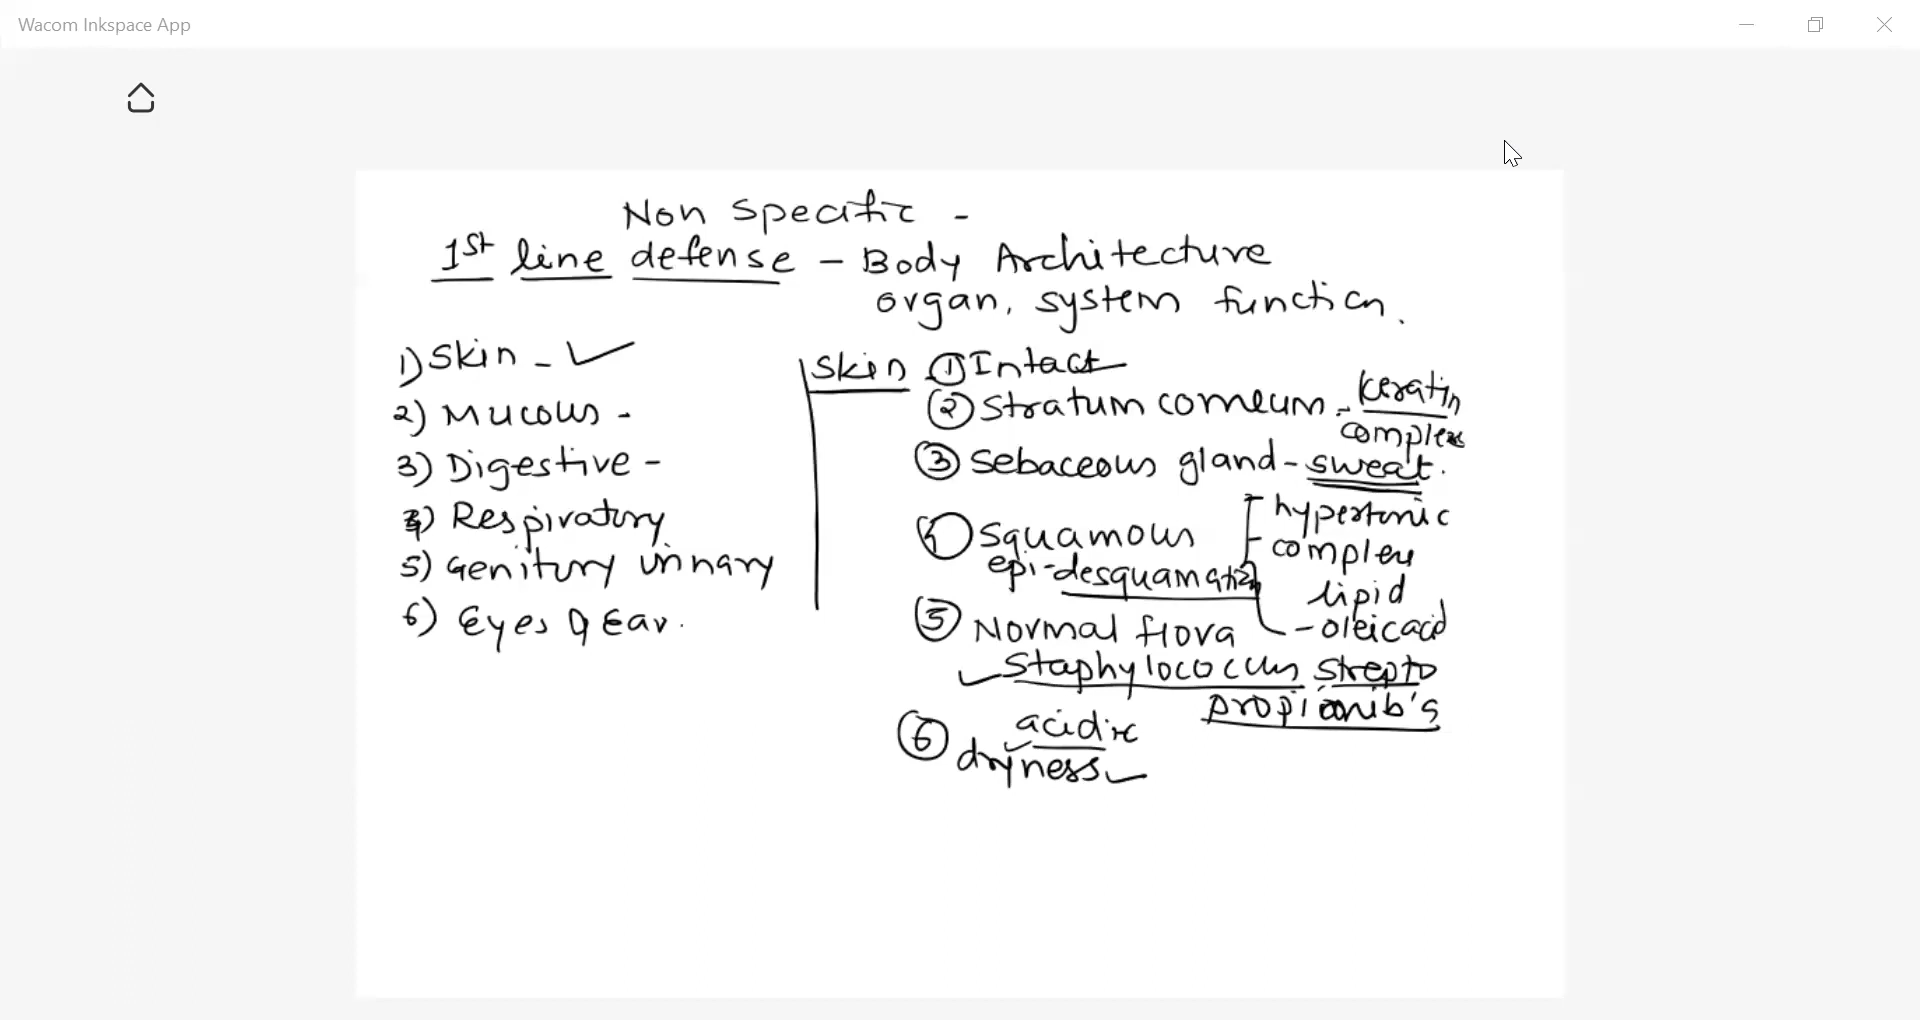 Wacom Inkspace App
Non Specific -
1st line defense - Body Architecture
organ, system function.
1) Skin -
2) Mucous -
3) Digestive -
4) Respiratory
5) Genitury urinnary
6) Eyes & Ear.
Skin ① Intact
② Stratum corneum - keratin
complex
③ Sebaceous gland - sweat.
hypertonic
complex
lipid
- oleic acid
④ Squamous
epi - desquamation
⑤ Normal flora
Staphylococcus strepto
propionib's
⑥ acidic
dryness